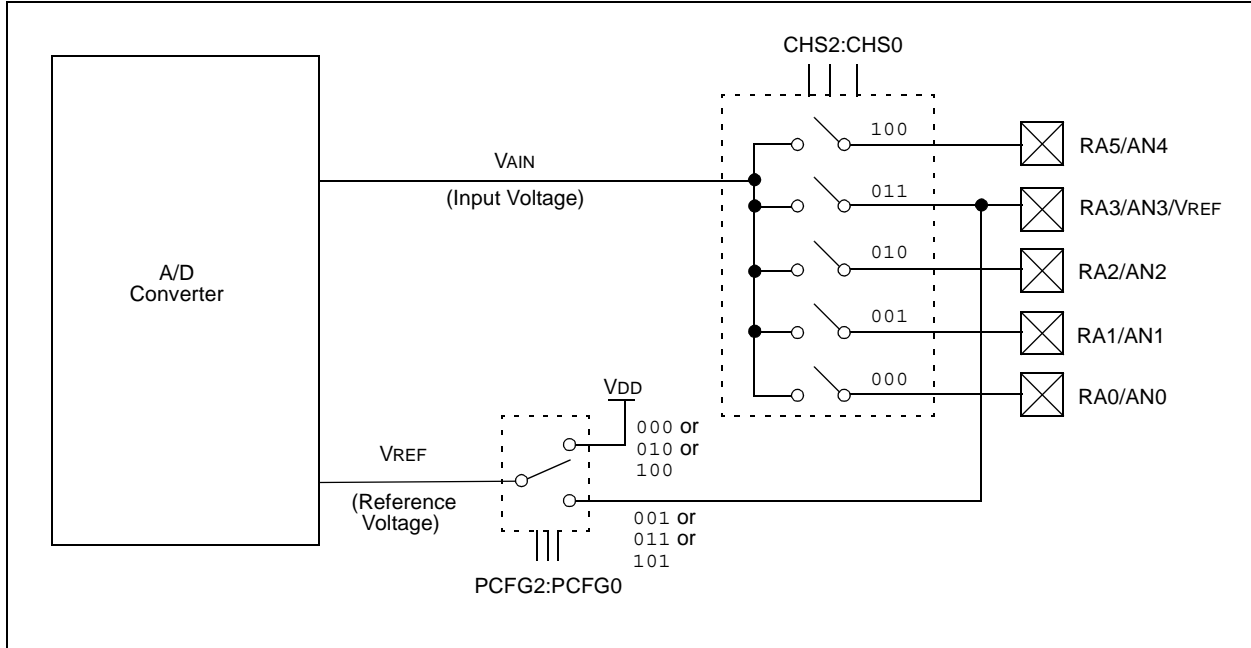 CHS2:CHS0
100
RA5/AN4
VAIN
(Input Voltage)
011
RA3/AN3/VREF
010
RA2/AN2
A/D
Converter
001
RA1/AN1
000
RA0/AN0
VDD
000 or
010 or
100
VREF
(Reference
Voltage)
001 or
011 or
101
PCFG2:PCFG0